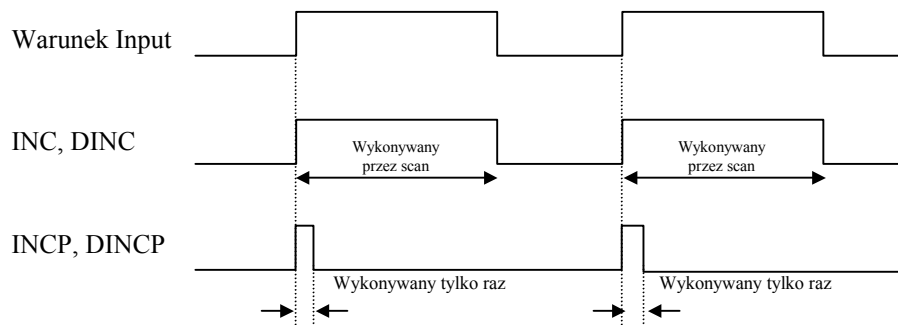 Warunek Input
INC, DINC
Wykonywany
przez scan
Wykonywany
przez scan
INCP, DINCP
Wykonywany tylko raz
Wykonywany tylko raz